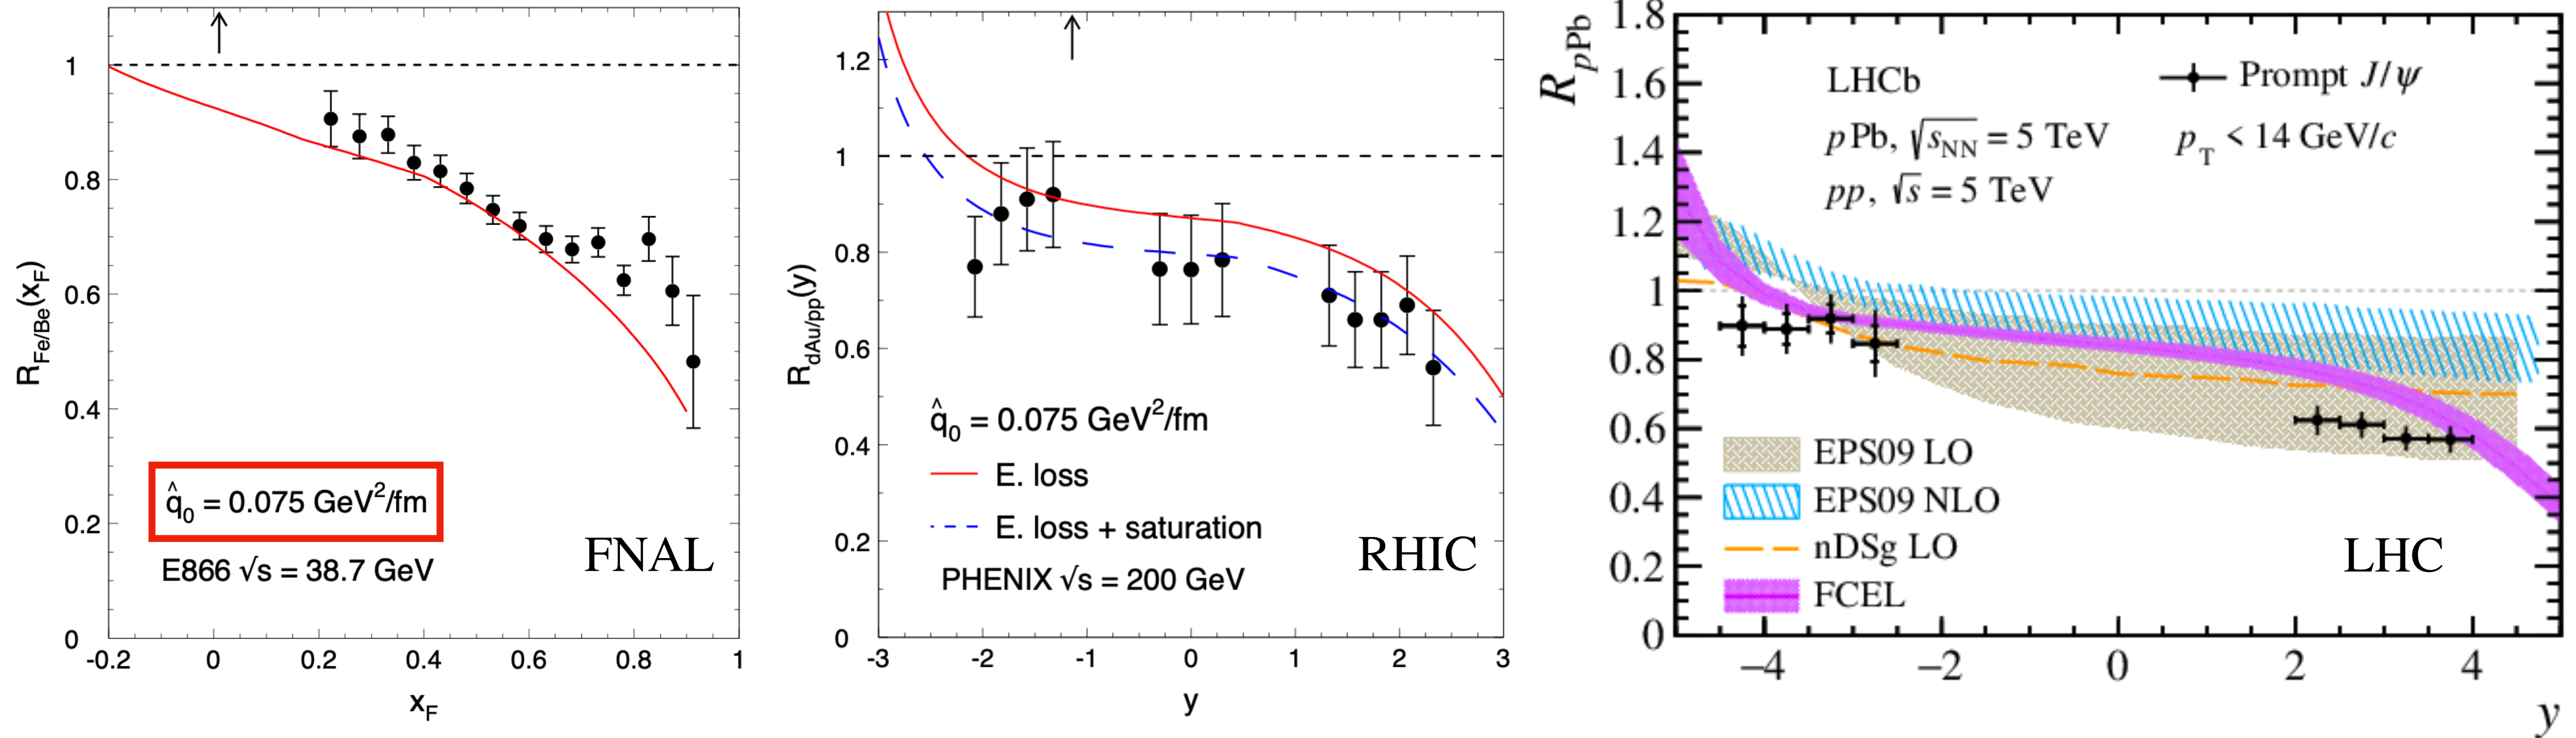 R_Fe/Be(x_F)
1
0.8
0.6
0.4
0.2
0
q̂_0 = 0.075 GeV^2/fm
E866 √s = 38.7 GeV
FNAL
-0.2 0 0.2 0.4 0.6 0.8 1
x_F
R_dAu/pp(y)
1.2
1
0.8
0.6
0.4
0.2
0
q̂_0 = 0.075 GeV^2/fm
E. loss
E. loss + saturation
PHENIX √s = 200 GeV
RHIC
-3 -2 -1 0 1 2 3
y
R_pPb
1.8
1.6
1.4
1.2
1
0.8
0.6
0.4
0.2
0
LHCb
pPb, √s_NN = 5 TeV
pp, √s = 5 TeV
Prompt J/ψ
p_T < 14 GeV/c
EPS09 LO
EPS09 NLO
nDSg LO
FCEL
LHC
−4 −2 0 2 4
y